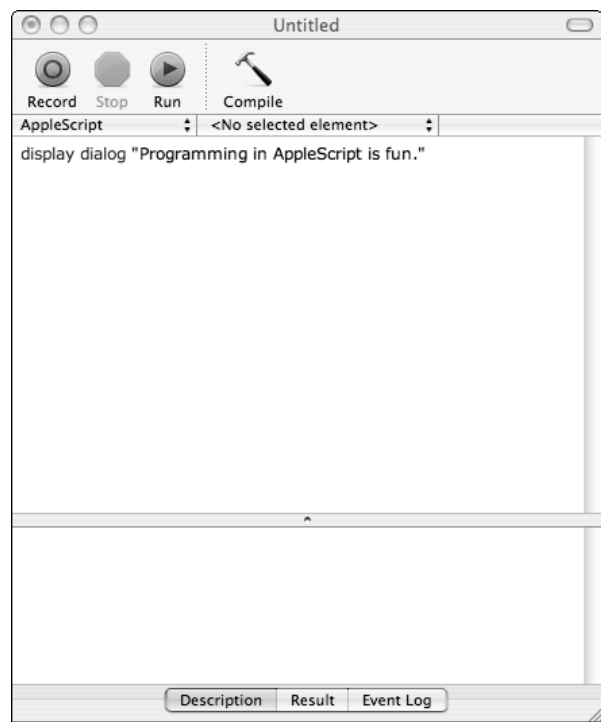 Untitled
Record Stop Run Compile
AppleScript <No selected element>
display dialog "Programming in AppleScript is fun."
Description Result Event Log